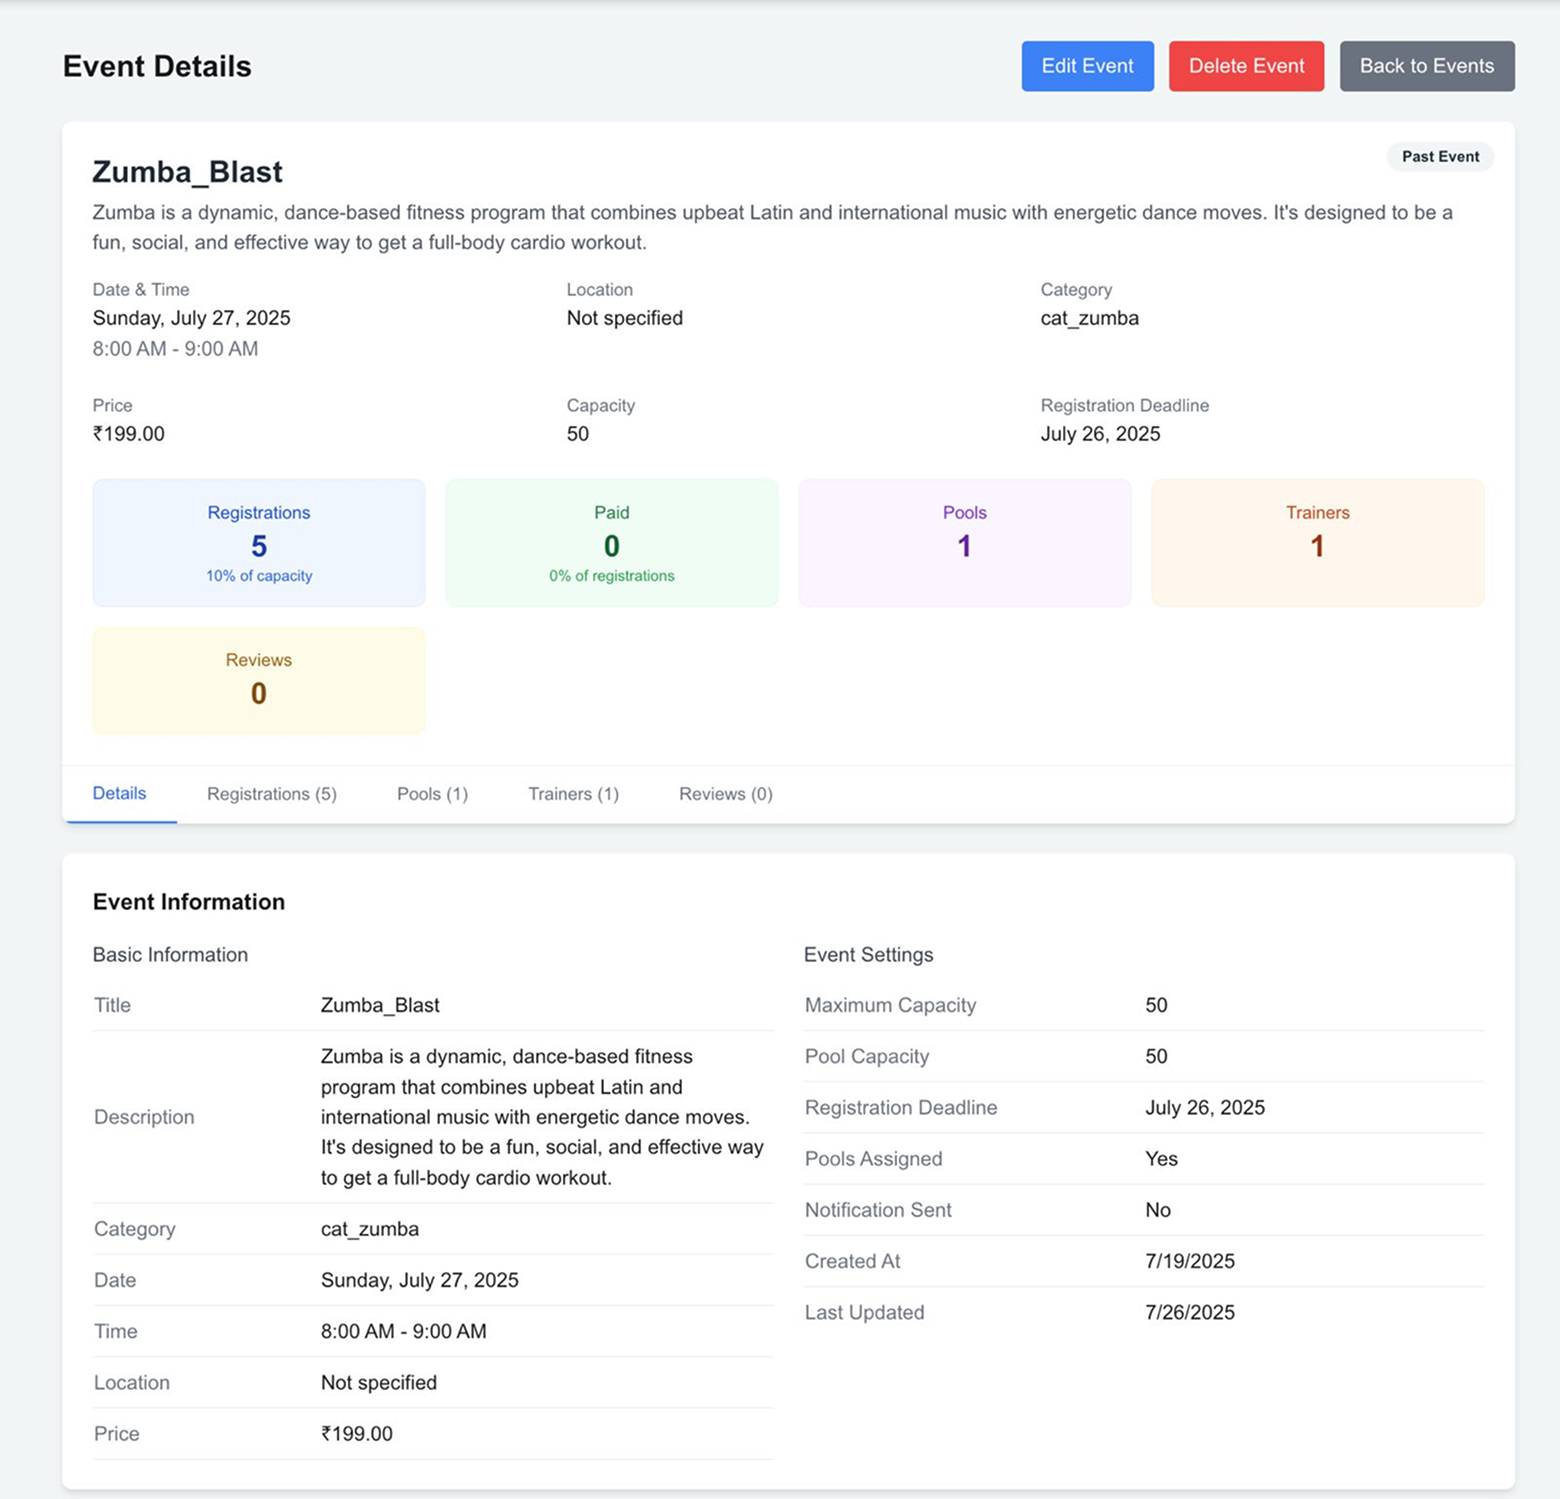 Event Details
Edit Event
Delete Event
Back to Events
Zumba_Blast
Past Event
Zumba is a dynamic, dance-based fitness program that combines upbeat Latin and international music with energetic dance moves. It's designed to be a
fun, social, and effective way to get a full-body cardio workout.
Date & Time
Sunday, July 27, 2025
8:00 AM - 9:00 AM
Location
Not specified
Category
cat_zumba
Price
₹199.00
Capacity
50
Registration Deadline
July 26, 2025
Registrations
5
10% of capacity
Paid
0
0% of registrations
Pools
1
Trainers
1
Reviews
0
Details
Registrations (5)
Pools (1)
Trainers (1)
Reviews (0)
Event Information
Basic Information
Title
Zumba_Blast
Description
Zumba is a dynamic, dance-based fitness
program that combines upbeat Latin and
international music with energetic dance moves.
It's designed to be a fun, social, and effective way
to get a full-body cardio workout.
Category
cat_zumba
Date
Sunday, July 27, 2025
Time
8:00 AM - 9:00 AM
Location
Not specified
Price
₹199.00
Event Settings
Maximum Capacity
50
Pool Capacity
50
Registration Deadline
July 26, 2025
Pools Assigned
Yes
Notification Sent
No
Created At
7/19/2025
Last Updated
7/26/2025